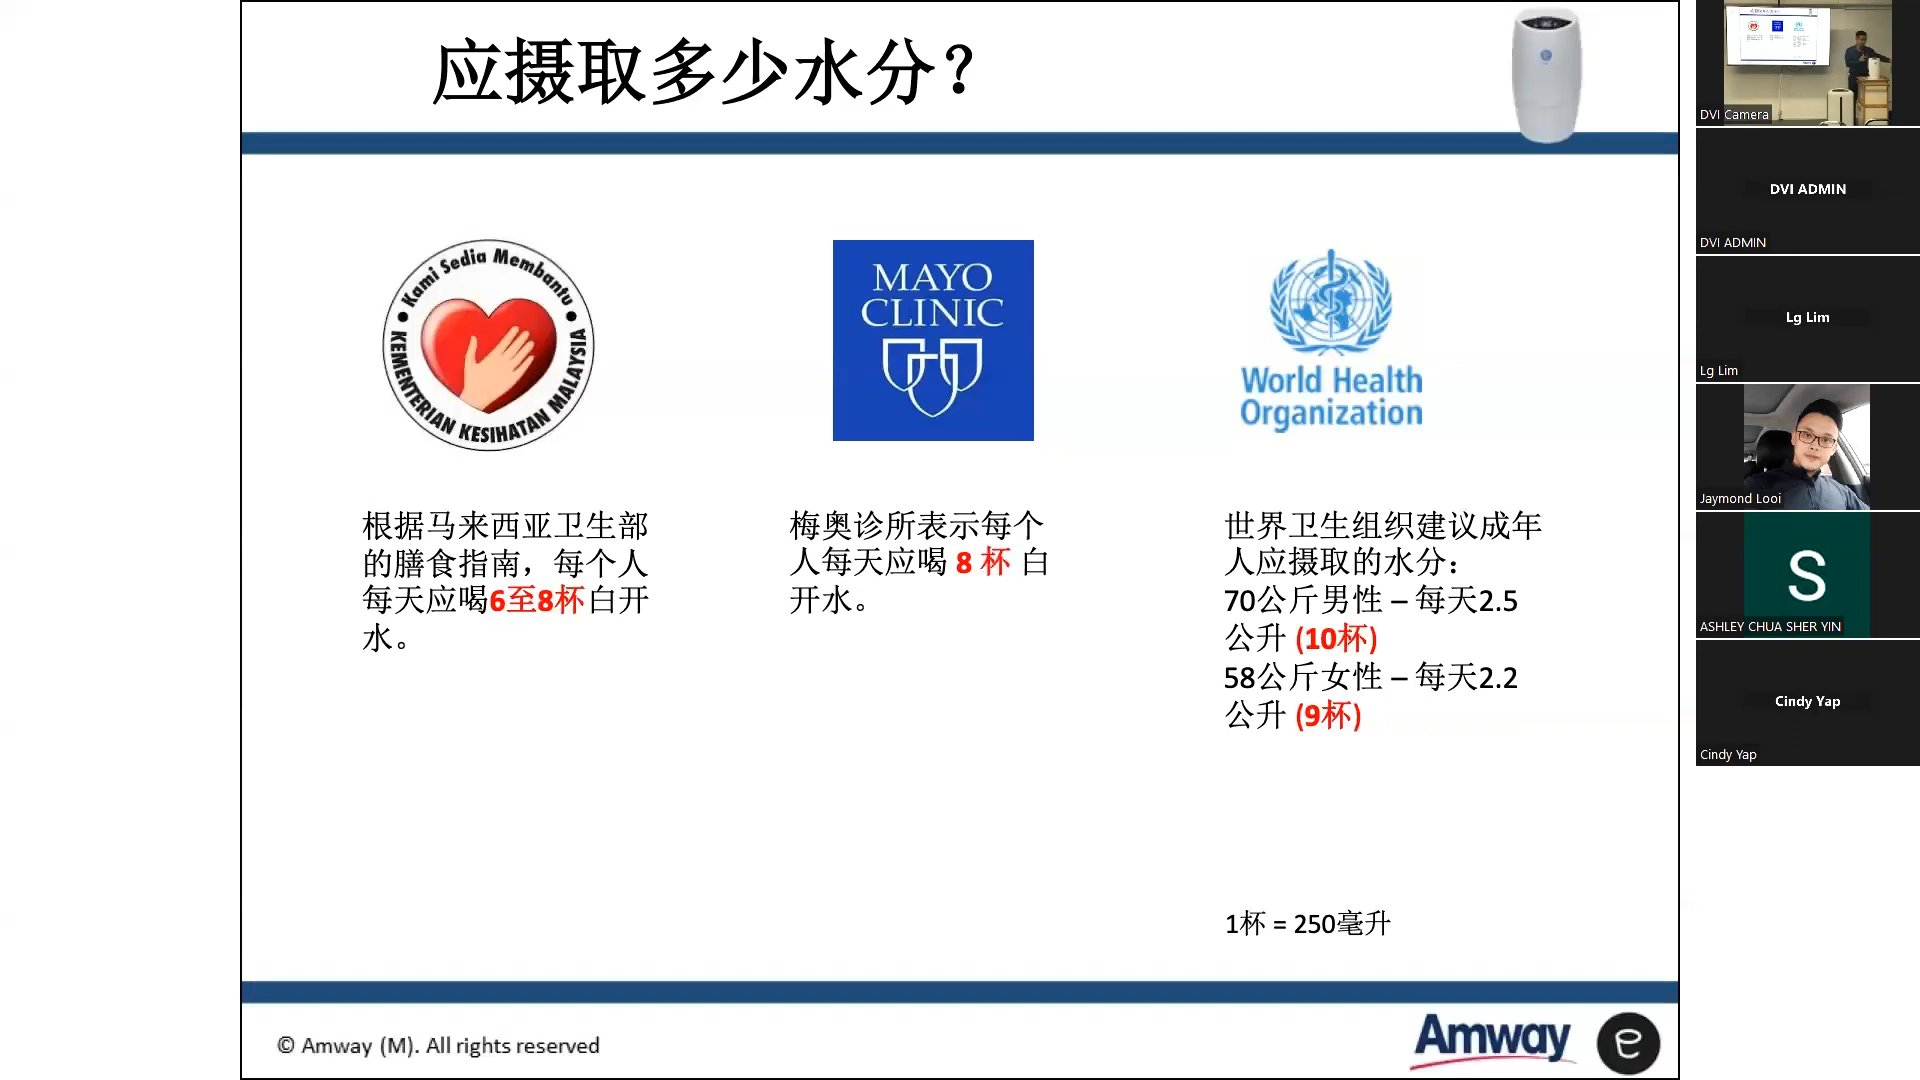 应摄取多少水分？
Kami Sedia Membantu
KEMENTERIAN KESIHATAN MALAYSIA
MAYO
CLINIC
World Health
Organization
根据马来西亚卫生部
的膳食指南，每个人
每天应喝6至8杯白开
水。
梅奥诊所表示每个
人每天应喝 8 杯 白
开水。
世界卫生组织建议成年
人应摄取的水分：
70公斤男性 – 每天2.5
公升 (10杯)
58公斤女性 – 每天2.2
公升 (9杯)
1杯 = 250毫升
© Amway (M). All rights reserved
Amway
e
DVI Camera
DVI ADMIN
DVI ADMIN
Lg Lim
Lg Lim
Jaymond Looi
S
ASHLEY CHUA SHER YIN
Cindy Yap
Cindy Yap